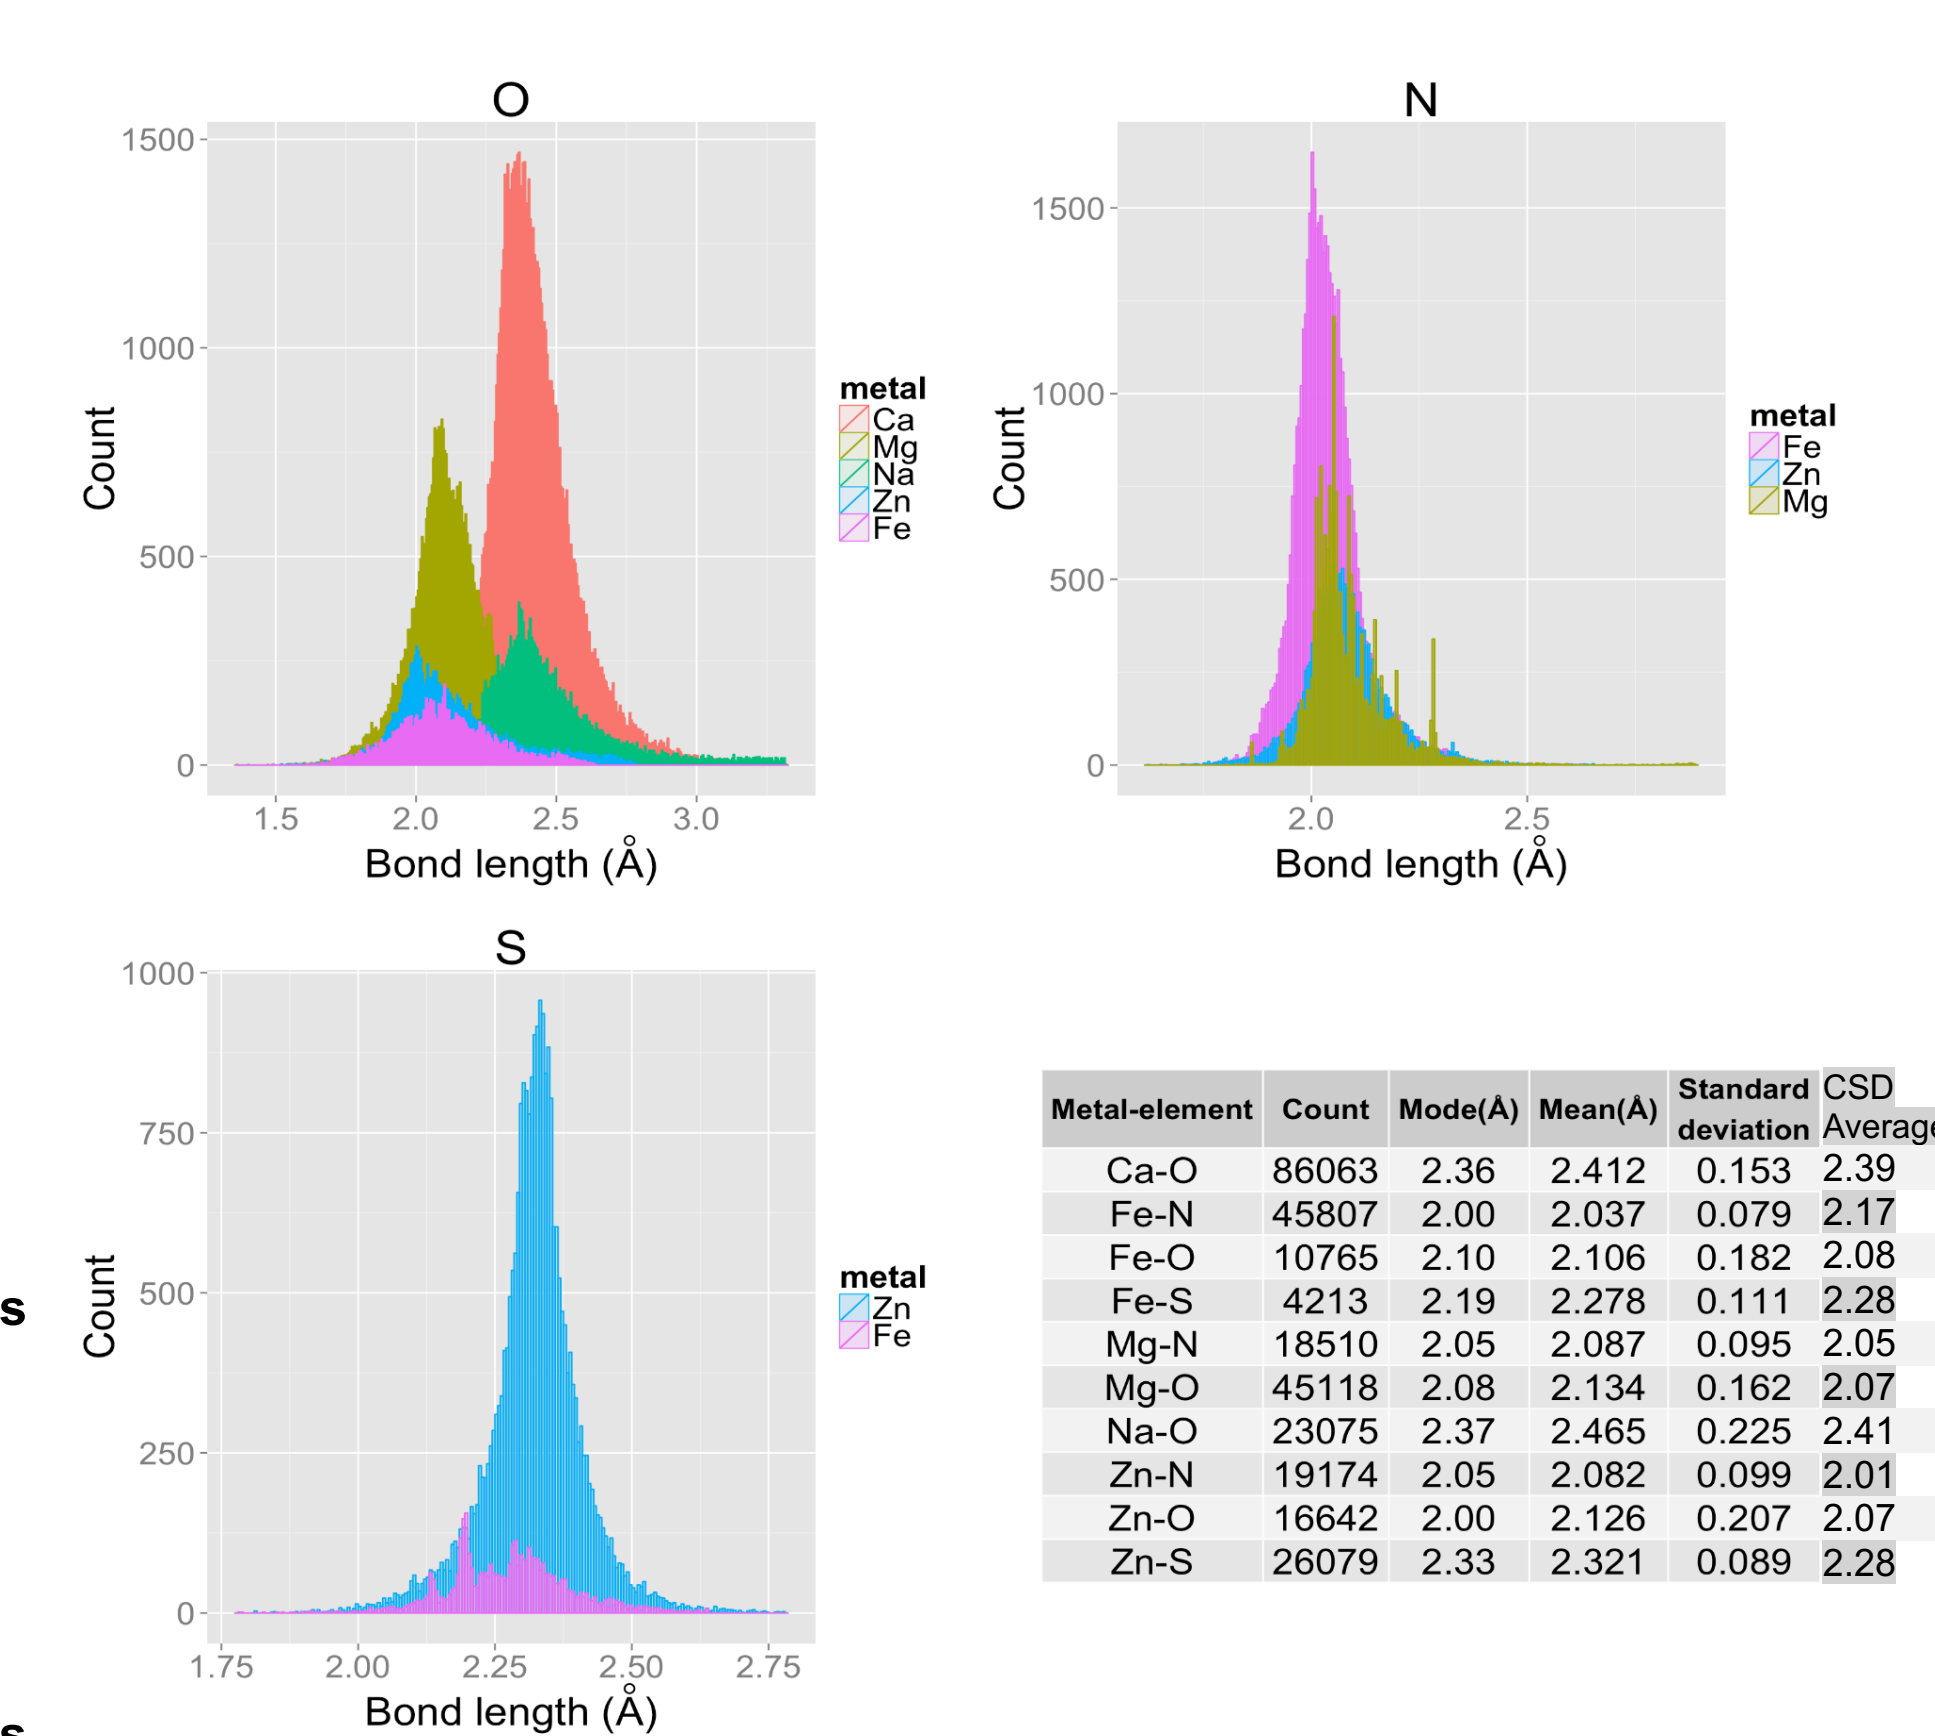 O
1500
1000
500
0
Count
1.5 2.0 2.5 3.0
Bond length (Å)
metal
Ca
Mg
Na
Zn
Fe
N
1500
1000
500
0
Count
2.0 2.5
Bond length (Å)
metal
Fe
Zn
Mg
S
1000
750
500
250
0
Count
1.75 2.00 2.25 2.50 2.75
Bond length (Å)
metal
Zn
Fe
s
s
Metal-element Count Mode(Å) Mean(Å) Standard deviation CSD Average
Ca-O 86063 2.36 2.412 0.153 2.39
Fe-N 45807 2.00 2.037 0.079 2.17
Fe-O 10765 2.10 2.106 0.182 2.08
Fe-S 4213 2.19 2.278 0.111 2.28
Mg-N 18510 2.05 2.087 0.095 2.05
Mg-O 45118 2.08 2.134 0.162 2.07
Na-O 23075 2.37 2.465 0.225 2.41
Zn-N 19174 2.05 2.082 0.099 2.01
Zn-O 16642 2.00 2.126 0.207 2.07
Zn-S 26079 2.33 2.321 0.089 2.28